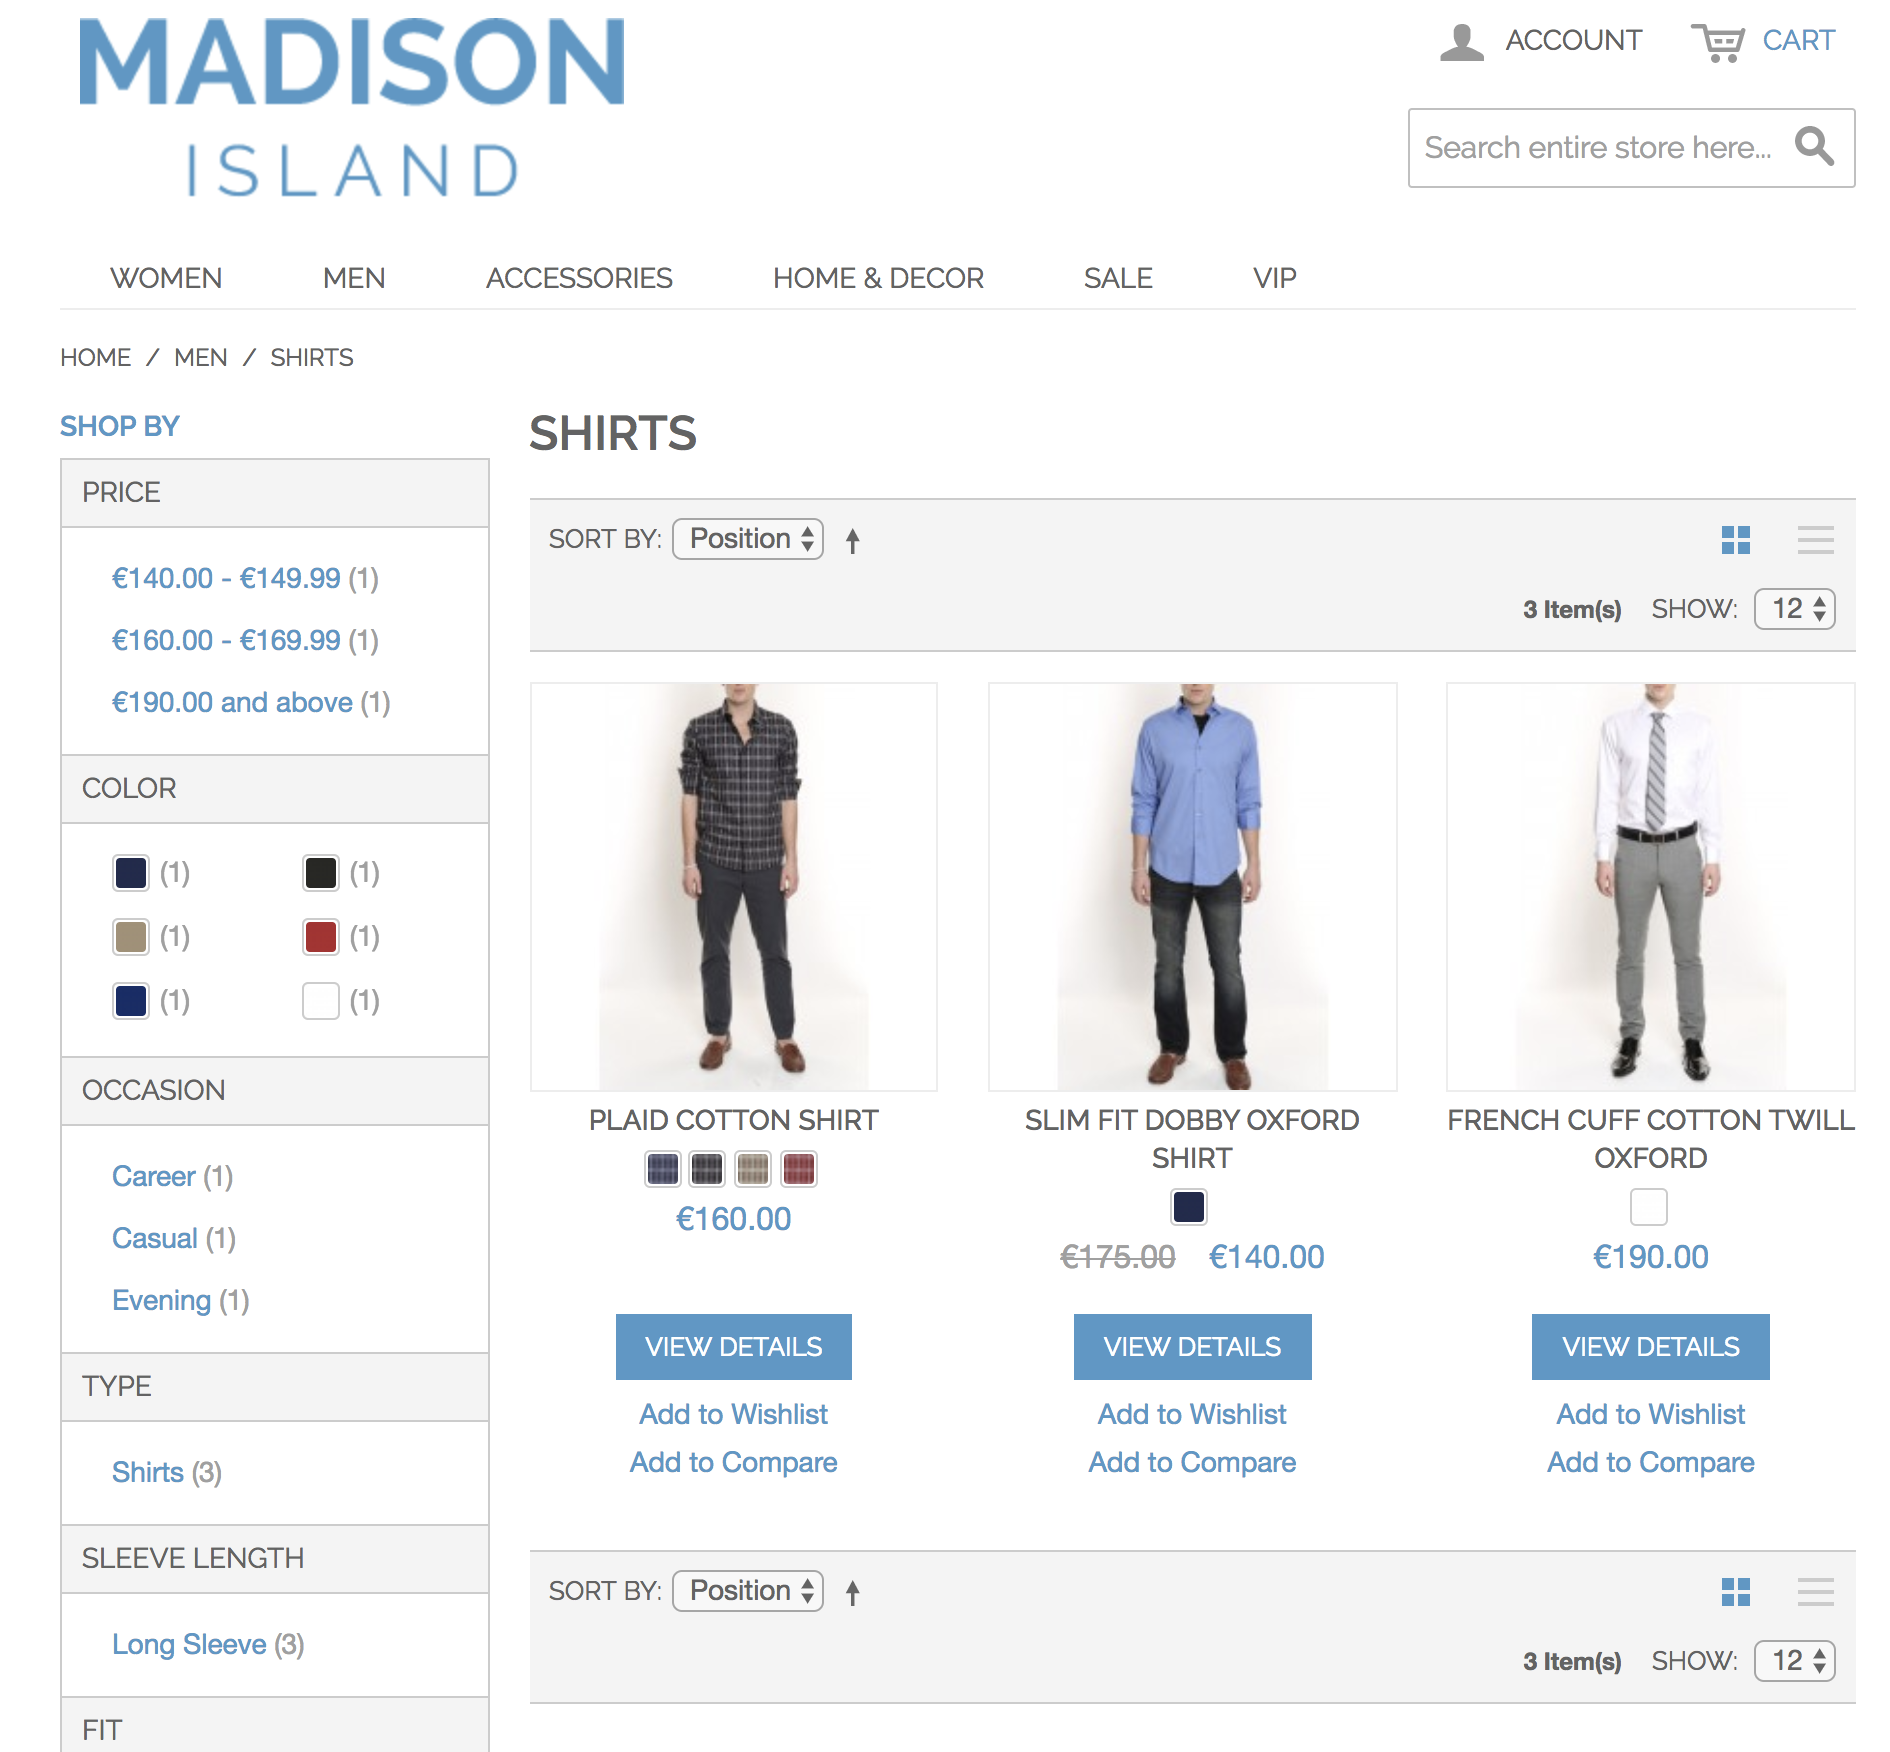 MADISON
ISLAND
ACCOUNT
CART
Search entire store here...
WOMEN
MEN
ACCESSORIES
HOME & DECOR
SALE
VIP
HOME / MEN / SHIRTS
SHOP BY
PRICE
€140.00 - €149.99 (1)
€160.00 - €169.99 (1)
€190.00 and above (1)
COLOR
(1)
(1)
(1)
(1)
(1)
(1)
OCCASION
Career (1)
Casual (1)
Evening (1)
TYPE
Shirts (3)
SLEEVE LENGTH
Long Sleeve (3)
FIT
SHIRTS
SORT BY: Position
3 Item(s) SHOW: 12
PLAID COTTON SHIRT
€160.00
VIEW DETAILS
Add to Wishlist
Add to Compare
SLIM FIT DOBBY OXFORD
SHIRT
€175.00 €140.00
VIEW DETAILS
Add to Wishlist
Add to Compare
FRENCH CUFF COTTON TWILL
OXFORD
€190.00
VIEW DETAILS
Add to Wishlist
Add to Compare
SORT BY: Position
3 Item(s) SHOW: 12